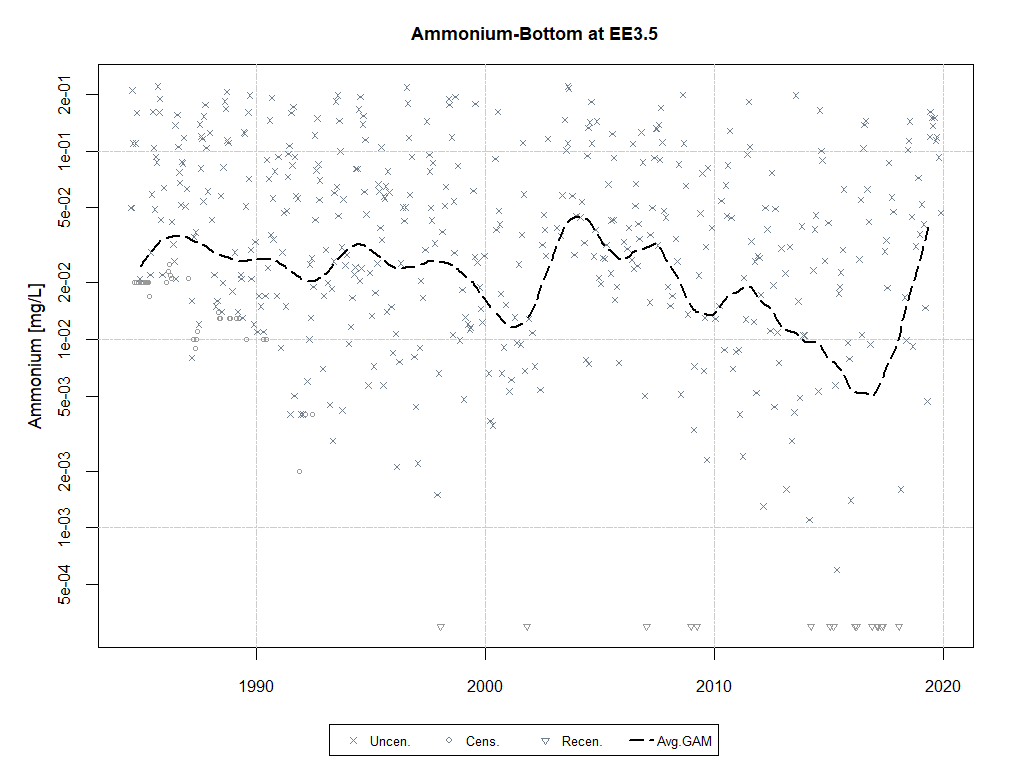 Ammonium-Bottom at EE3.5
Ammonium [mg/L]
2e-01
1e-01
5e-02
2e-02
1e-02
5e-03
2e-03
1e-03
5e-04
1990 2000 2010 2020
Uncen. Cens. Recen. Avg.GAM